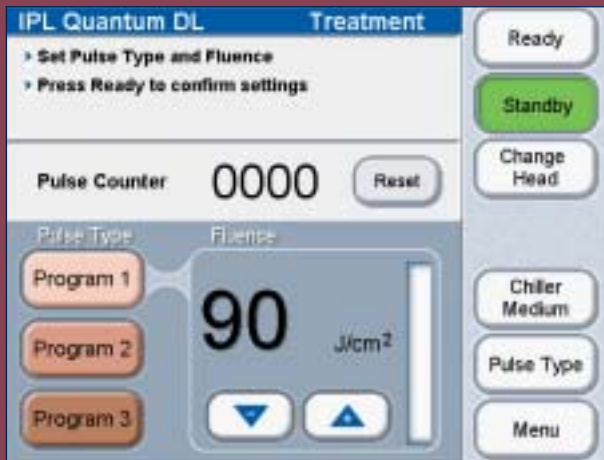 IPL Quantum DL Treatment
Set Pulse Type and Fluence
Press Ready to confirm settings
Pulse Counter 0000 Reset
Pulse Type Fluence
Program 1
Program 2
Program 3
90 J/cm2
- +
Ready
Standby
Change
Head
Chiller
Medium
Pulse Type
Menu